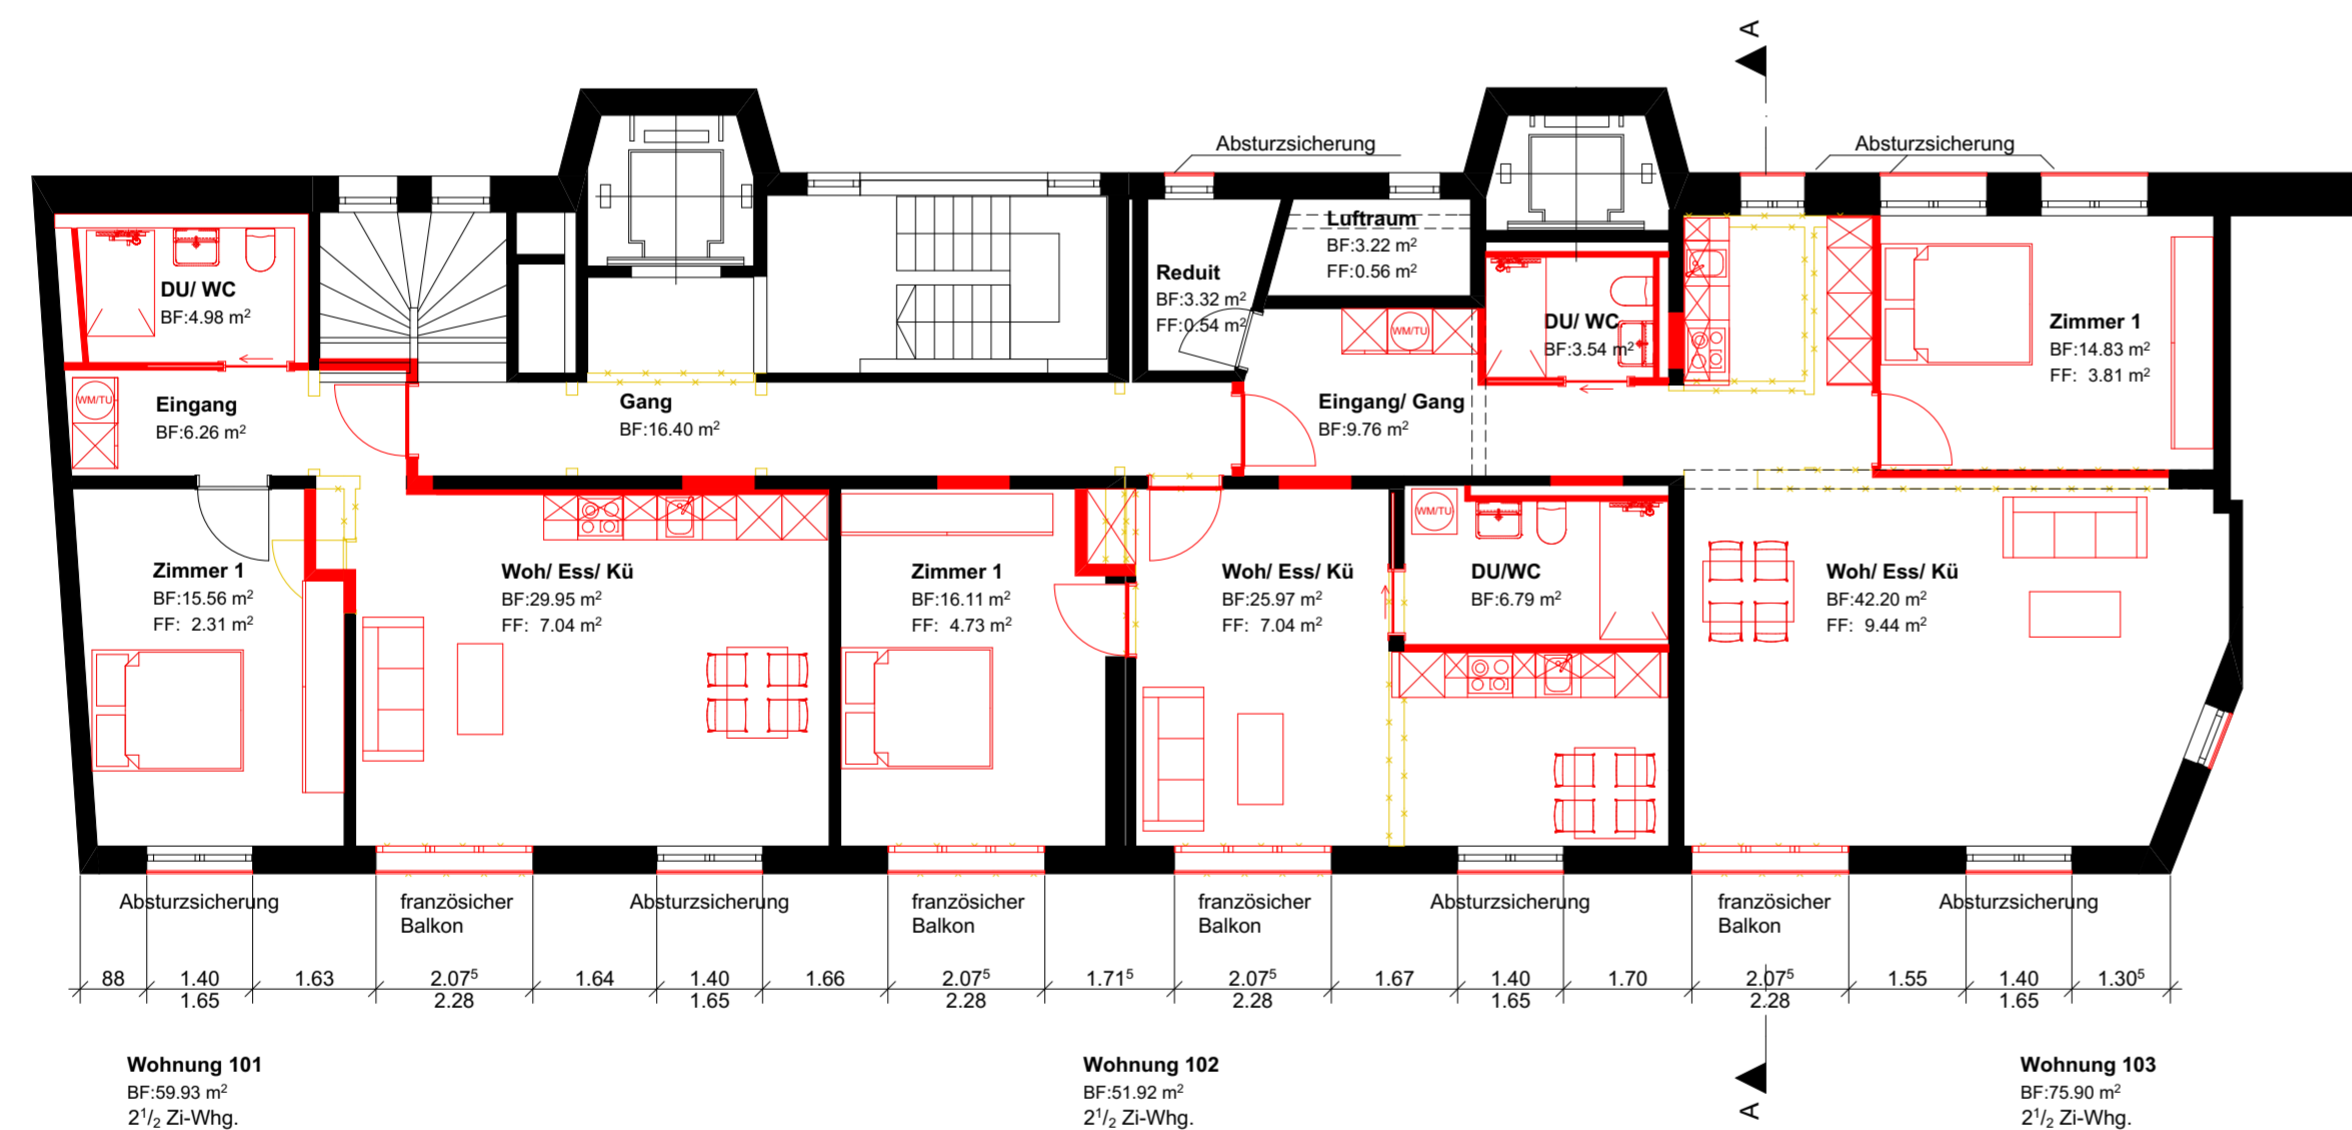 A
Absturzsicherung
Absturzsicherung
Luftraum
BF:3.22 m²
FF:0.56 m²
Reduit
BF:3.32 m²
FF:0.54 m²
DU/ WC
BF:4.98 m²
DU/ WC
BF:3.54 m²
Zimmer 1
BF:14.83 m²
FF: 3.81 m²
WM/TU
WM/TU
Eingang
BF:6.26 m²
Gang
BF:16.40 m²
Eingang/ Gang
BF:9.76 m²
WM/TU
Zimmer 1
BF:15.56 m²
FF: 2.31 m²
Woh/ Ess/ Kü
BF:29.95 m²
FF: 7.04 m²
Zimmer 1
BF:16.11 m²
FF: 4.73 m²
Woh/ Ess/ Kü
BF:25.97 m²
FF: 7.04 m²
DU/WC
BF:6.79 m²
Woh/ Ess/ Kü
BF:42.20 m²
FF: 9.44 m²
Absturzsicherung
französicher
Balkon
Absturzsicherung
französicher
Balkon
französicher
Balkon
Absturzsicherung
französicher
Balkon
Absturzsicherung
88 1.40 1.63 2.07⁵ 1.64 1.40 1.66 2.07⁵ 1.71⁵ 2.07⁵ 1.67 1.40 1.70 2.07⁵ 1.55 1.40 1.30⁵
1.65 2.28 1.65 2.28 2.28 1.65 2.28 1.65
Wohnung 101
BF:59.93 m²
2¹/₂ Zi-Whg.
Wohnung 102
BF:51.92 m²
2¹/₂ Zi-Whg.
A
Wohnung 103
BF:75.90 m²
2¹/₂ Zi-Whg.